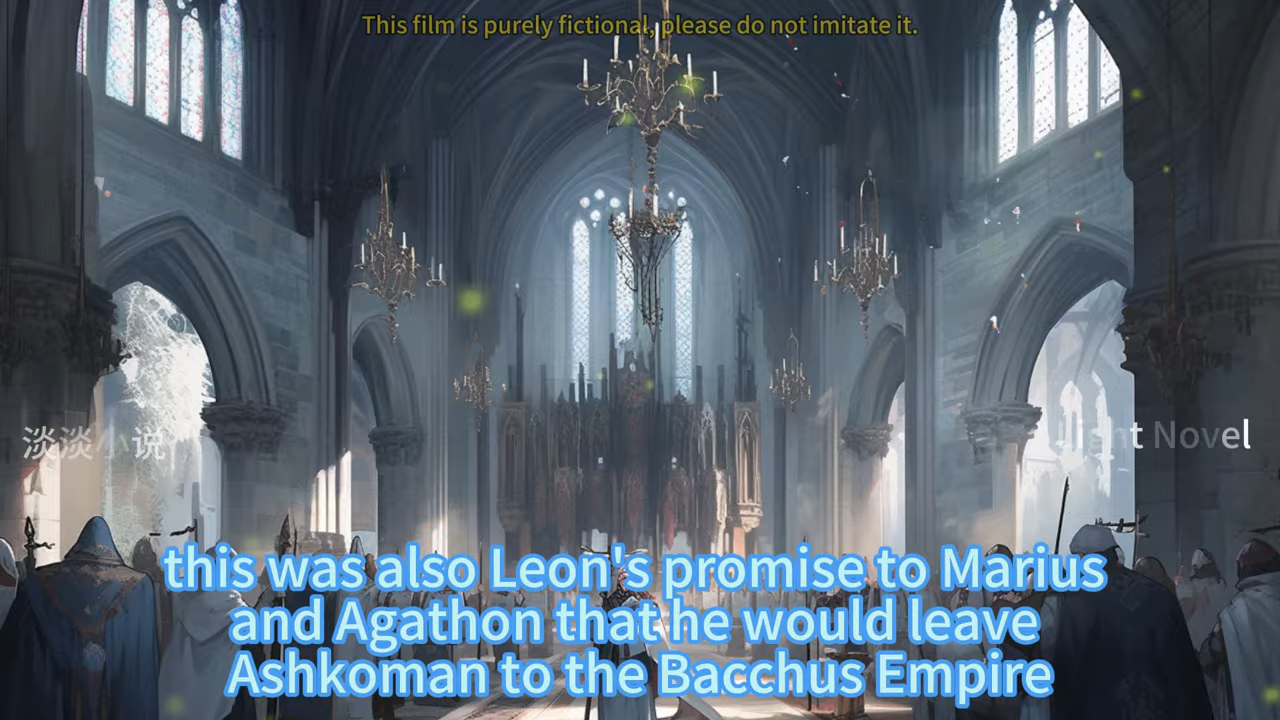 This film is purely fictional, please do not imitate it.
淡淡小说
Light Novel
this was also Leon's promise to Marius
and Agathon that he would leave
Ashkoman to the Bacchus Empire